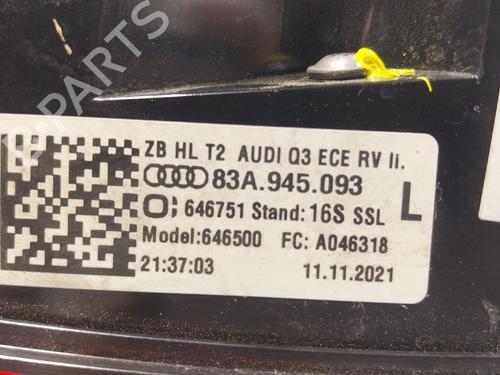 B-PARTS
ZB HL T2 AUDI Q3 ECE RV li.
83A.945.093
646751 Stand: 16S SSL
L
Model:646500 FC: A046318
21:37:03 11.11.2021